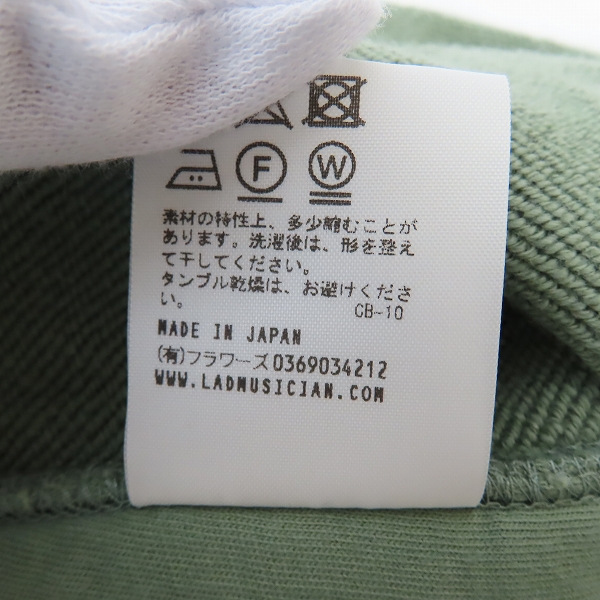 F W
素材の特性上、多少縮むことが
あります。洗濯後は、形を整え
て干してください。
タンブル乾燥は、お避けくださ
い。
CB-10
MADE IN JAPAN
(有)フラワーズ0369034212
WWW.LADMUSICIAN.COM